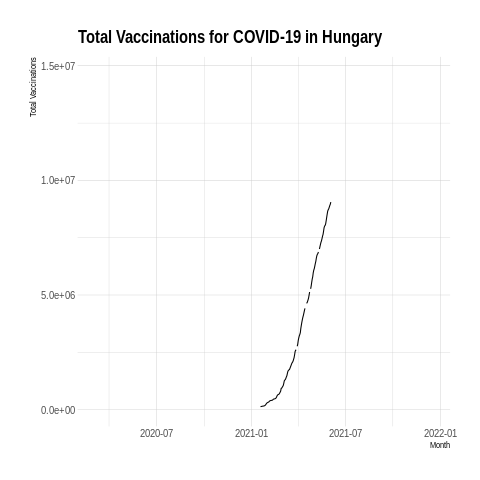 Total Vaccinations for COVID-19 in Hungary
Total Vaccinations
1.5e+07
1.0e+07
5.0e+06
0.0e+00
2020-07 2021-01 2021-07 2022-01
Month